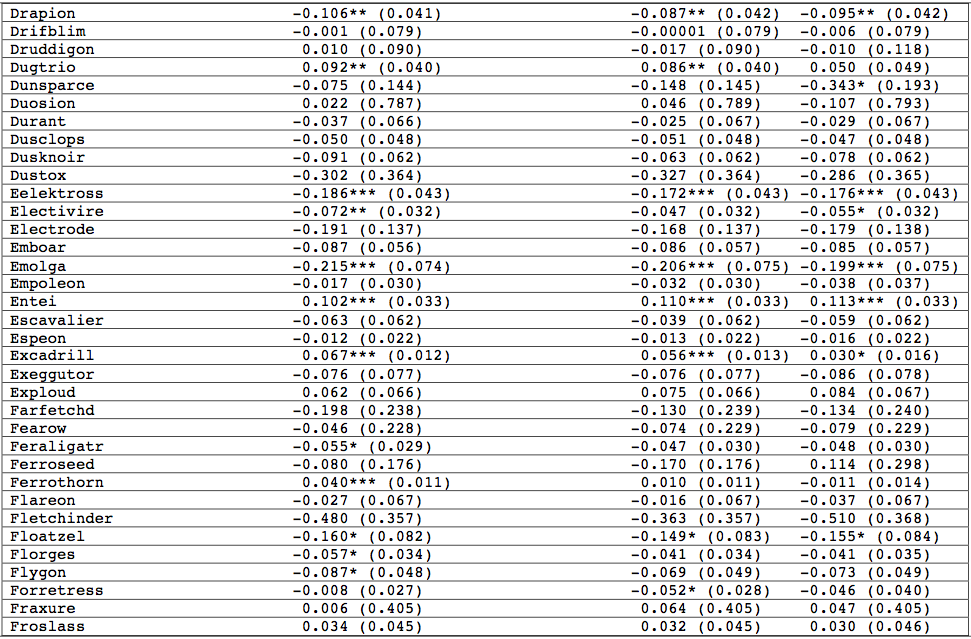 Drapion -0.106** (0.041) -0.087** (0.042) -0.095** (0.042)
Drifblim -0.001 (0.079) -0.00001 (0.079) -0.006 (0.079)
Druddigon 0.010 (0.090) -0.017 (0.090) -0.010 (0.118)
Dugtrio 0.092** (0.040) 0.086** (0.040) 0.050 (0.049)
Dunsparce -0.075 (0.144) -0.148 (0.145) -0.343* (0.193)
Duosion 0.022 (0.787) 0.046 (0.789) -0.107 (0.793)
Durant -0.037 (0.066) -0.025 (0.067) -0.029 (0.067)
Dusclops -0.050 (0.048) -0.051 (0.048) -0.047 (0.048)
Dusknoir -0.091 (0.062) -0.063 (0.062) -0.078 (0.062)
Dustox -0.302 (0.364) -0.327 (0.364) -0.286 (0.365)
Eelektross -0.186*** (0.043) -0.172*** (0.043) -0.176*** (0.043)
Electivire -0.072** (0.032) -0.047 (0.032) -0.055* (0.032)
Electrode -0.191 (0.137) -0.168 (0.137) -0.179 (0.138)
Emboar -0.087 (0.056) -0.086 (0.057) -0.085 (0.057)
Emolga -0.215*** (0.074) -0.206*** (0.075) -0.199*** (0.075)
Empoleon -0.017 (0.030) -0.032 (0.030) -0.038 (0.037)
Entei 0.102*** (0.033) 0.110*** (0.033) 0.113*** (0.033)
Escavalier -0.063 (0.062) -0.039 (0.062) -0.059 (0.062)
Espeon -0.012 (0.022) -0.013 (0.022) -0.016 (0.022)
Excadrill 0.067*** (0.012) 0.056*** (0.013) 0.030* (0.016)
Exeggutor -0.076 (0.077) -0.076 (0.077) -0.086 (0.078)
Exploud 0.062 (0.066) 0.075 (0.066) 0.084 (0.067)
Farfetchd -0.198 (0.238) -0.130 (0.239) -0.134 (0.240)
Fearow -0.046 (0.228) -0.074 (0.229) -0.079 (0.229)
Feraligatr -0.055* (0.029) -0.047 (0.030) -0.048 (0.030)
Ferroseed -0.080 (0.176) -0.170 (0.176) 0.114 (0.298)
Ferrothorn 0.040*** (0.011) 0.010 (0.011) -0.011 (0.014)
Flareon -0.027 (0.067) -0.016 (0.067) -0.037 (0.067)
Fletchinder -0.480 (0.357) -0.363 (0.357) -0.510 (0.368)
Floatzel -0.160* (0.082) -0.149* (0.083) -0.155* (0.084)
Florges -0.057* (0.034) -0.041 (0.034) -0.041 (0.035)
Flygon -0.087* (0.048) -0.069 (0.049) -0.073 (0.049)
Forretress -0.008 (0.027) -0.052* (0.028) -0.046 (0.040)
Fraxure 0.006 (0.405) 0.064 (0.405) 0.047 (0.405)
Froslass 0.034 (0.045) 0.032 (0.045) 0.030 (0.046)